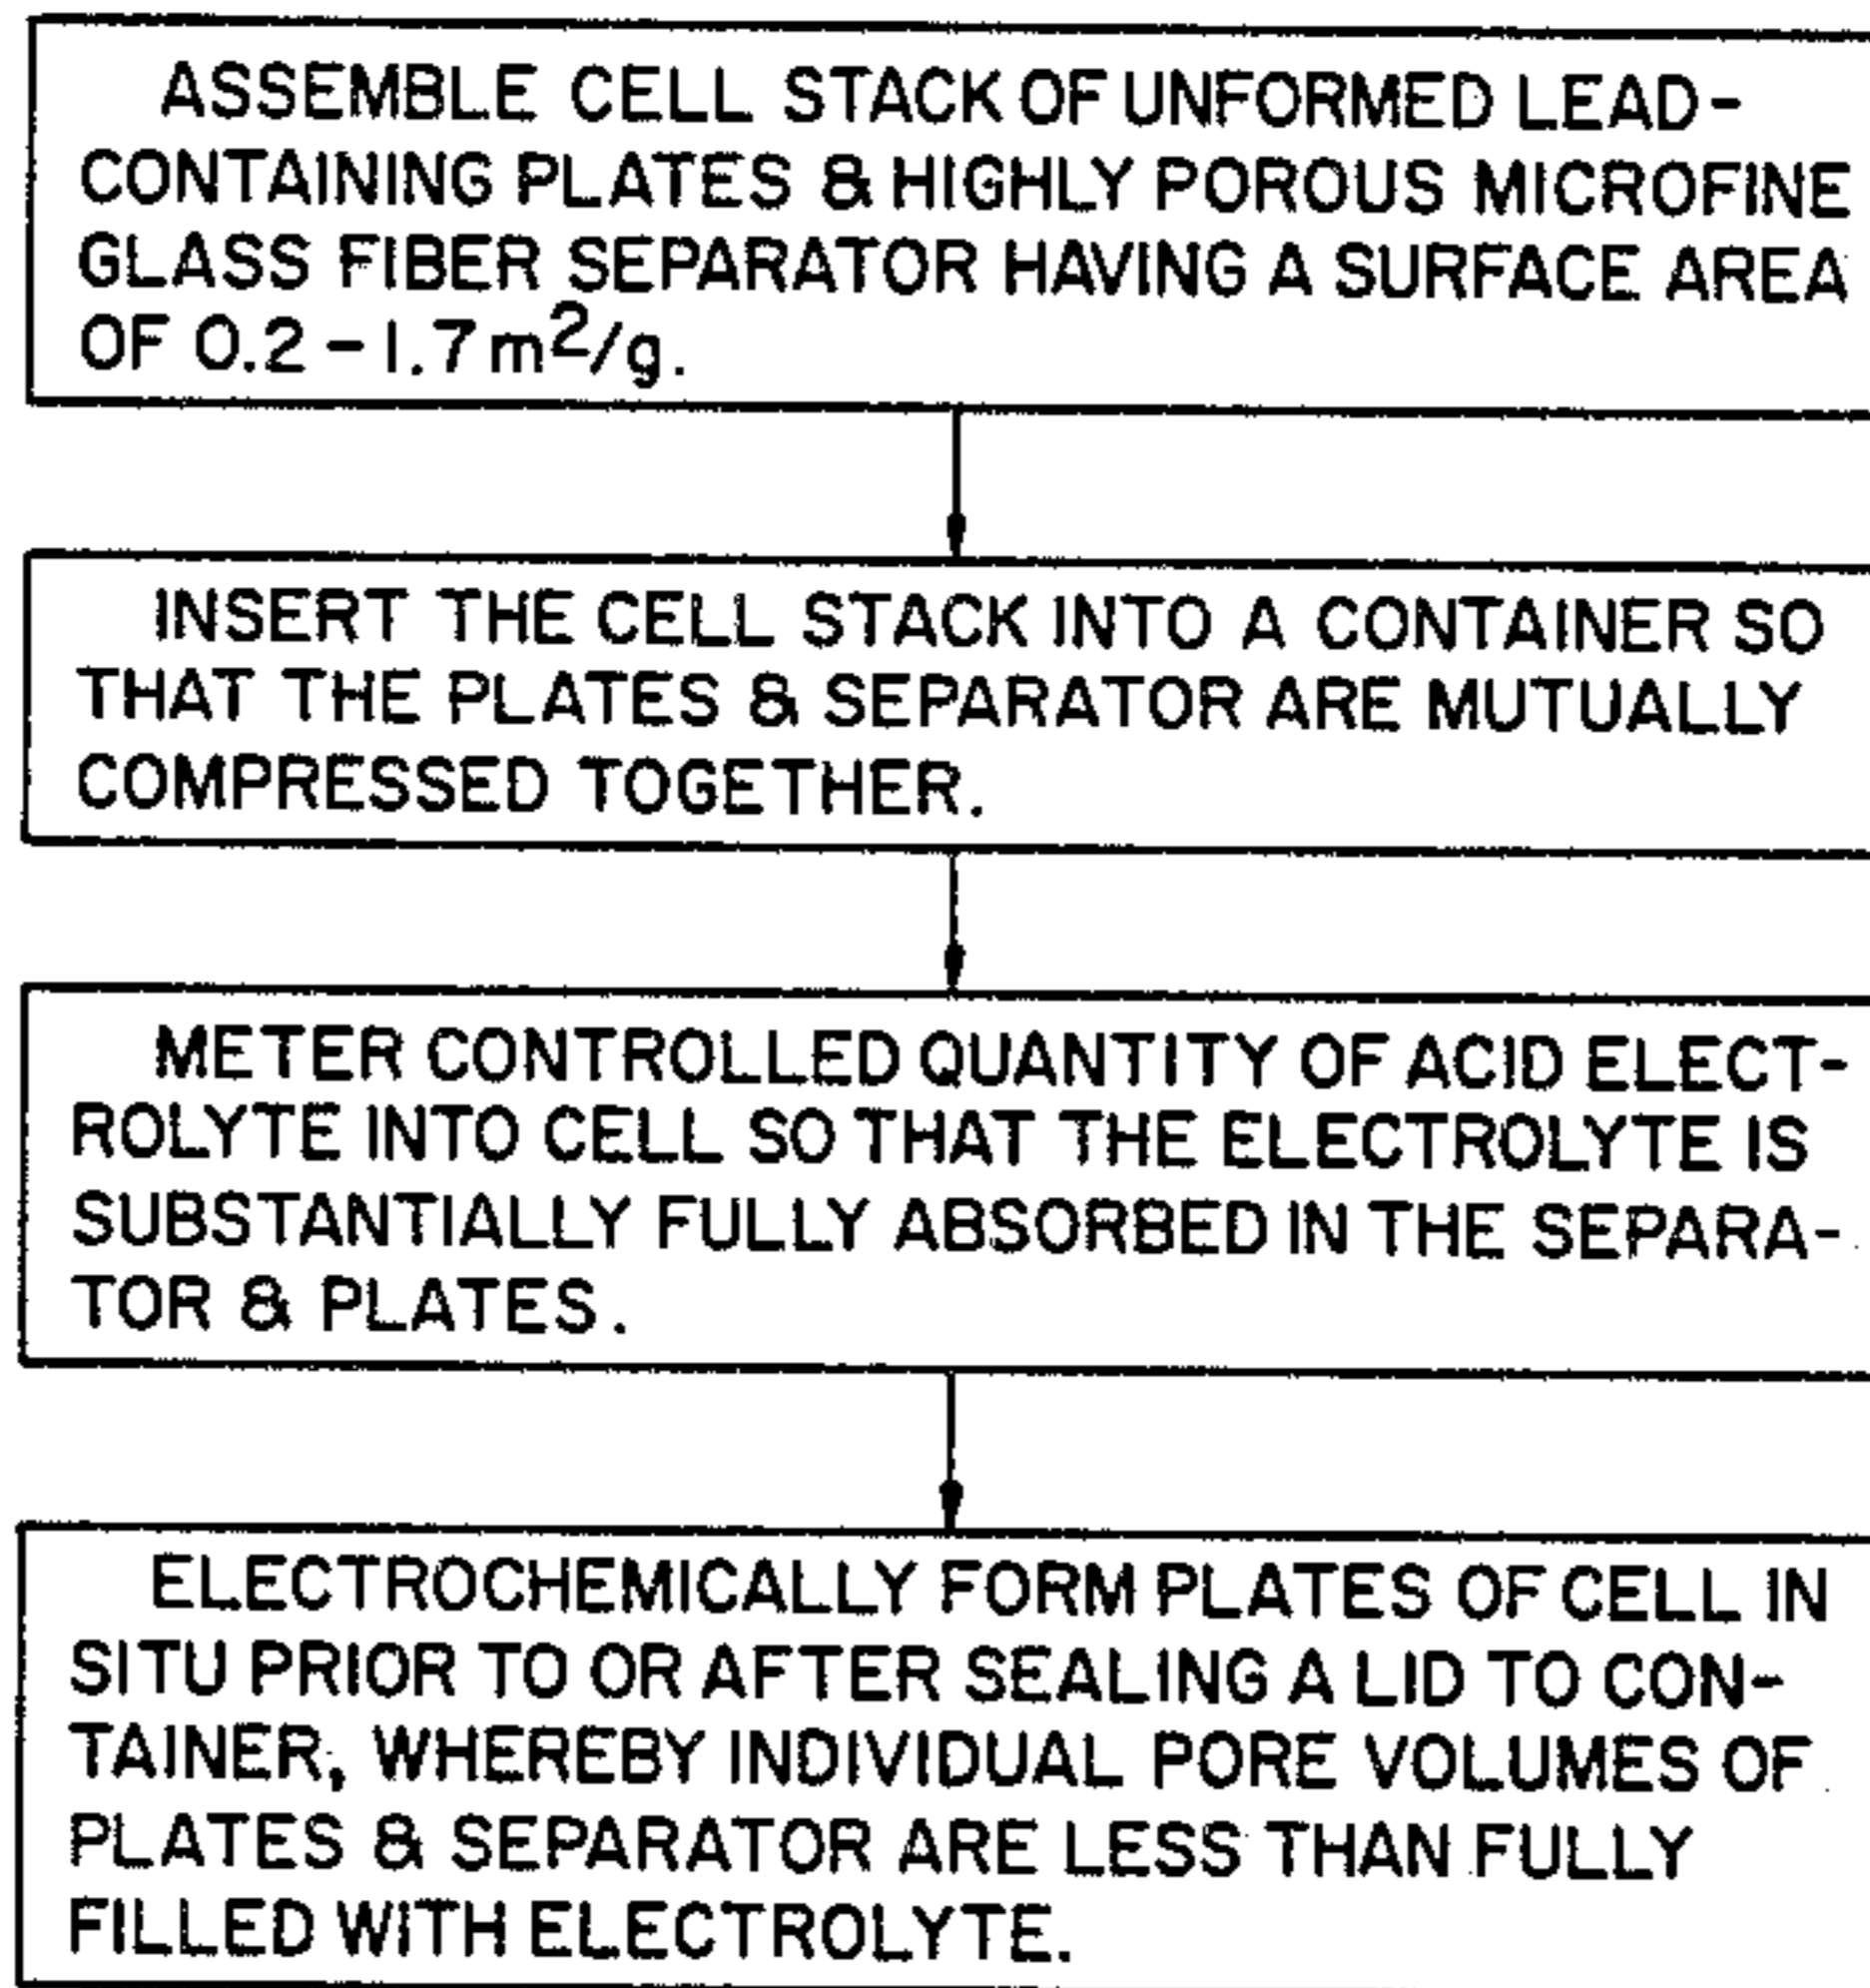 ASSEMBLE CELL STACK OF UNFORMED LEAD-
CONTAINING PLATES & HIGHLY POROUS MICROFINE
GLASS FIBER SEPARATOR HAVING A SURFACE AREA
OF 0.2-1.7 m²/g.
INSERT THE CELL STACK INTO A CONTAINER SO
THAT THE PLATES & SEPARATOR ARE MUTUALLY
COMPRESSED TOGETHER.
METER CONTROLLED QUANTITY OF ACID ELECT-
ROLYTE INTO CELL SO THAT THE ELECTROLYTE IS
SUBSTANTIALLY FULLY ABSORBED IN THE SEPARA-
TOR & PLATES.
ELECTROCHEMICALLY FORM PLATES OF CELL IN
SITU PRIOR TO OR AFTER SEALING A LID TO CON-
TAINER, WHEREBY INDIVIDUAL PORE VOLUMES OF
PLATES & SEPARATOR ARE LESS THAN FULLY
FILLED WITH ELECTROLYTE.